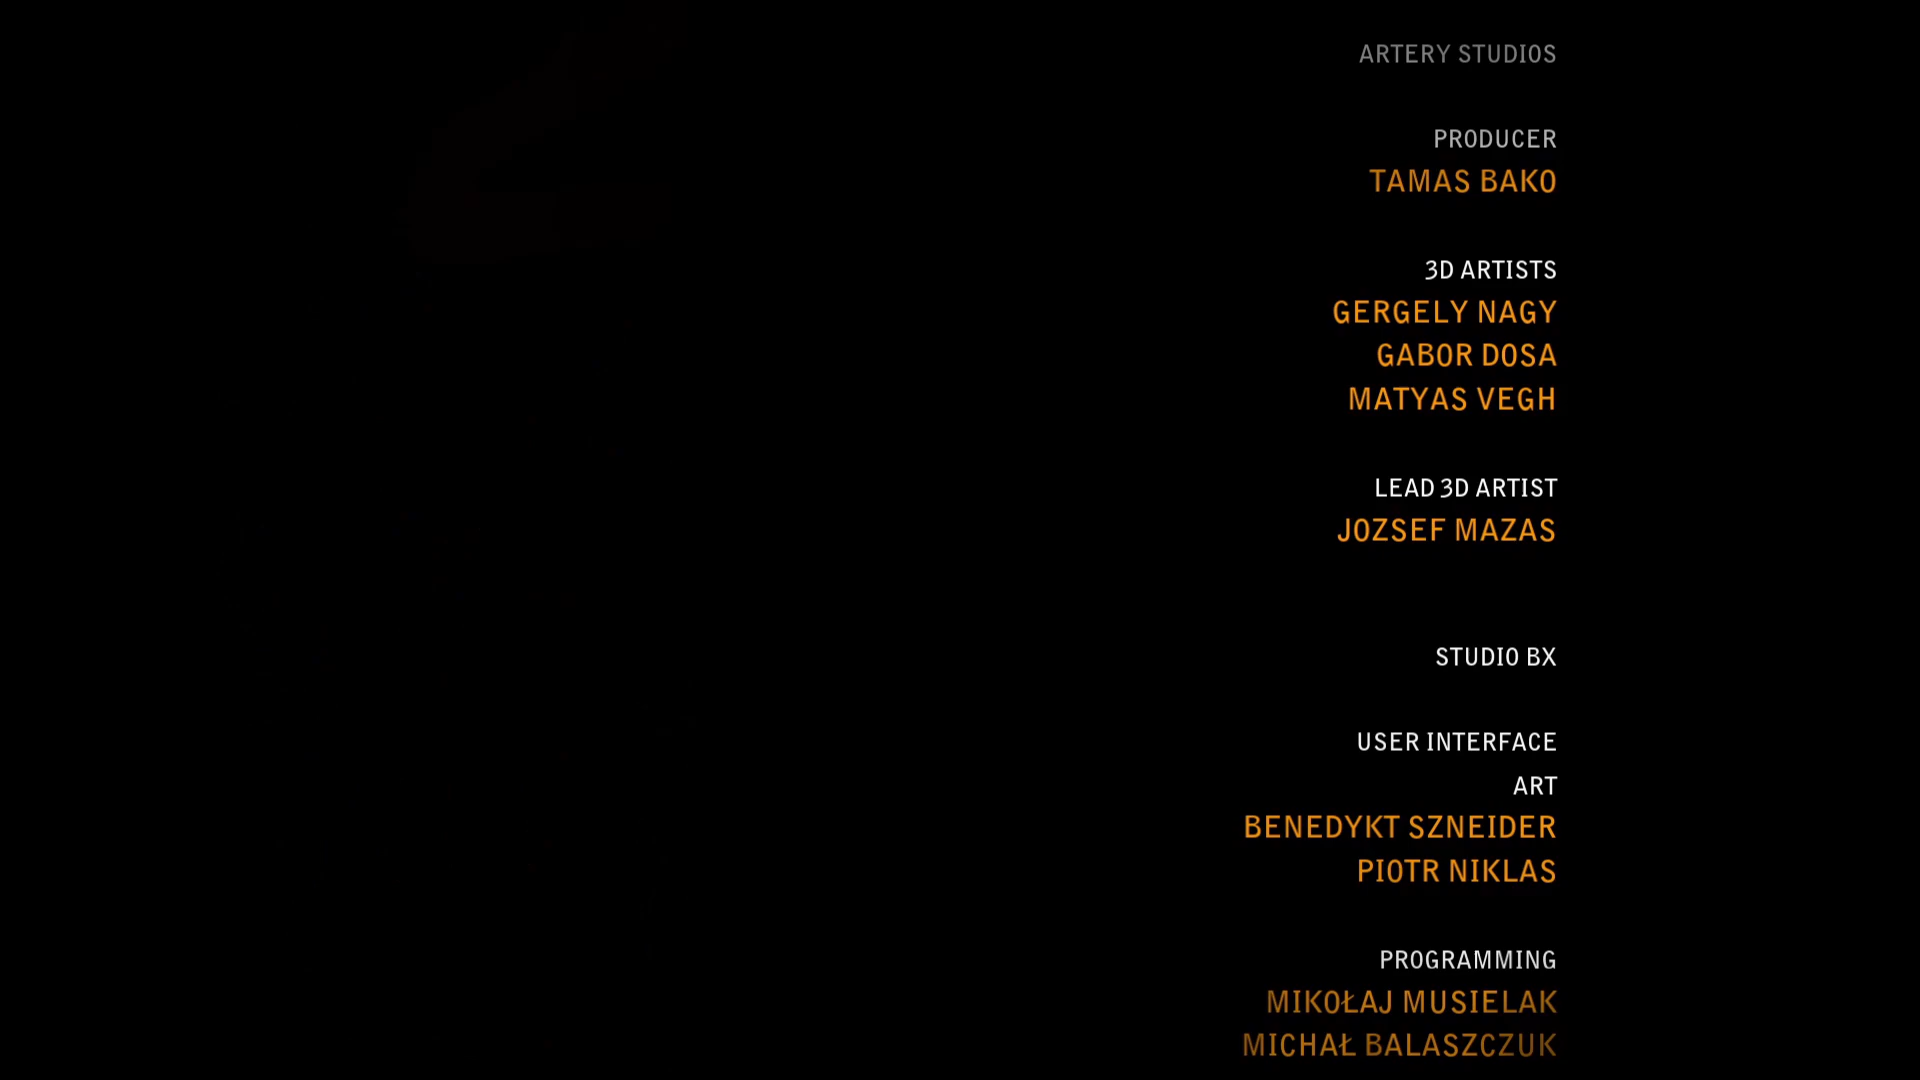 ARTERY STUDIOS
PRODUCER
TAMAS BAKO
3D ARTISTS
GERGELY NAGY
GABOR DOSA
MATYAS VEGH
LEAD 3D ARTIST
JOZSEF MAZAS
STUDIO BX
USER INTERFACE
ART
BENEDYKT SZNEIDER
PIOTR NIKLAS
PROGRAMMING
MIKOŁAJ MUSIELAK
MICHAŁ BALASZCZUK